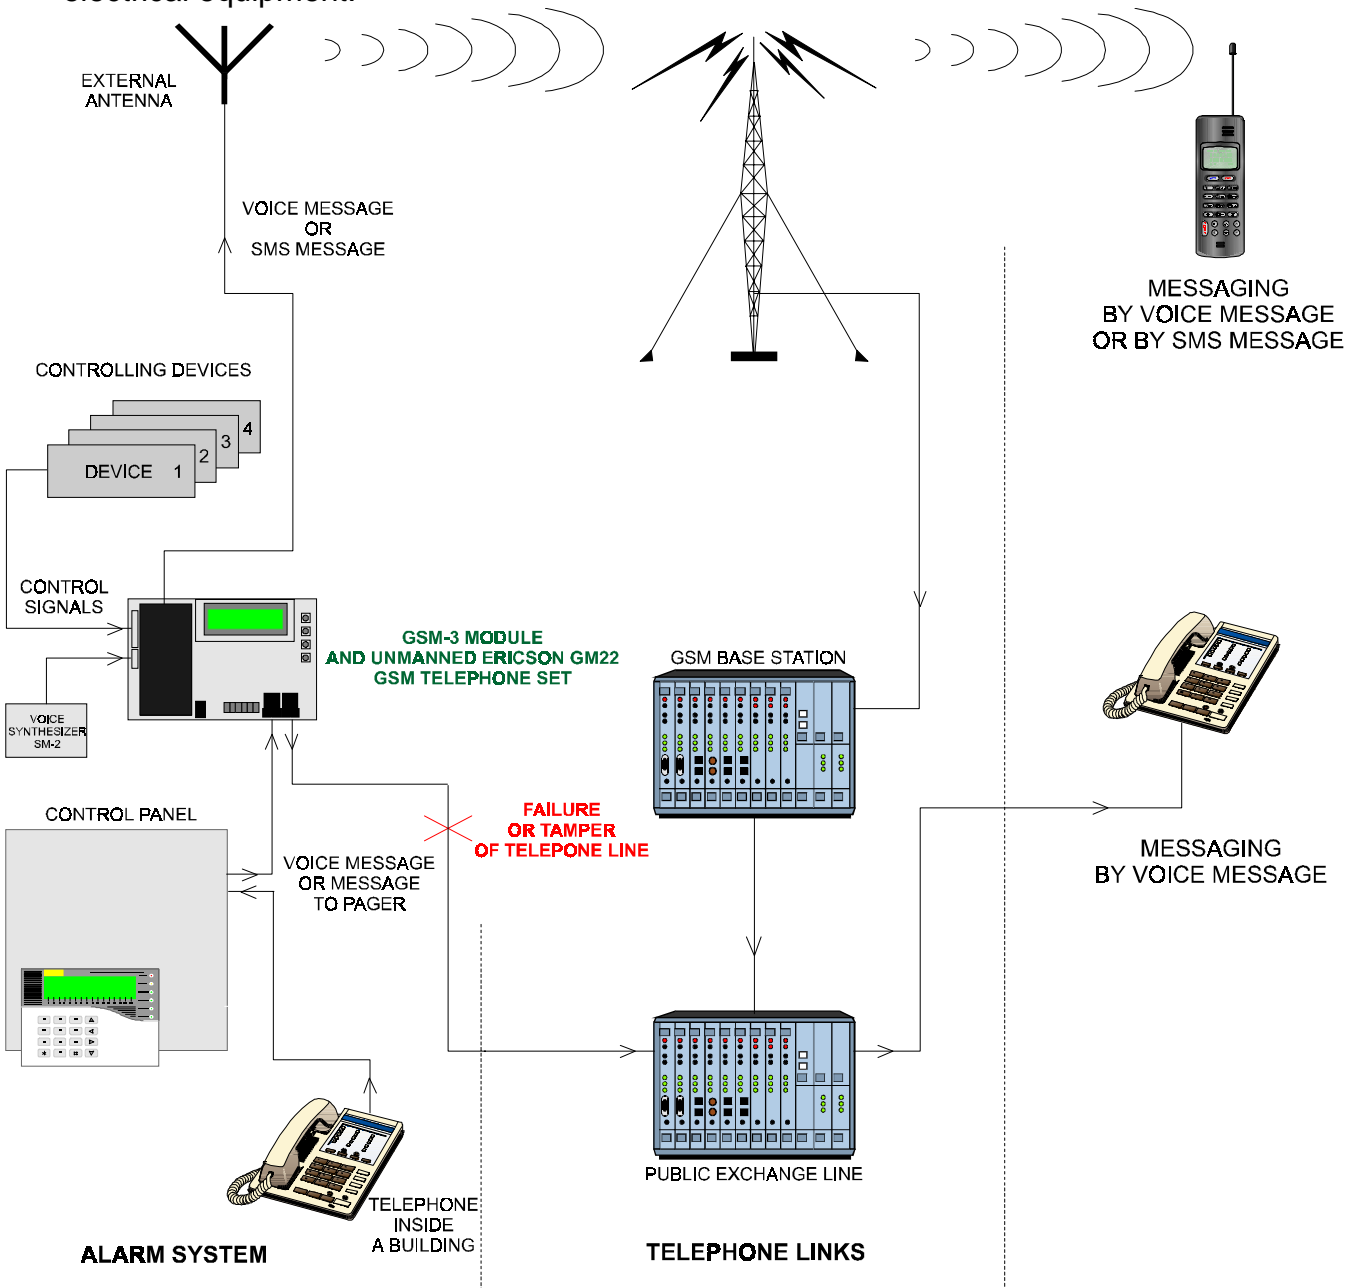 electrical equipment.
EXTERNAL
ANTENNA
VOICE MESSAGE
OR
SMS MESSAGE
MESSAGING
BY VOICE MESSAGE
OR BY SMS MESSAGE
CONTROLLING DEVICES
4
3
2
DEVICE 1
CONTROL
SIGNALS
GSM-3 MODULE
AND UNMANNED ERICSON GM22
GSM TELEPHONE SET
GSM BASE STATION
VOICE
SYNTHESIZER
SM-2
CONTROL PANEL
FAILURE
OR TAMPER
OF TELEPONE LINE
VOICE MESSAGE
OR MESSAGE
TO PAGER
MESSAGING
BY VOICE MESSAGE
PUBLIC EXCHANGE LINE
TELEPHONE
INSIDE
A BUILDING
ALARM SYSTEM
TELEPHONE LINKS